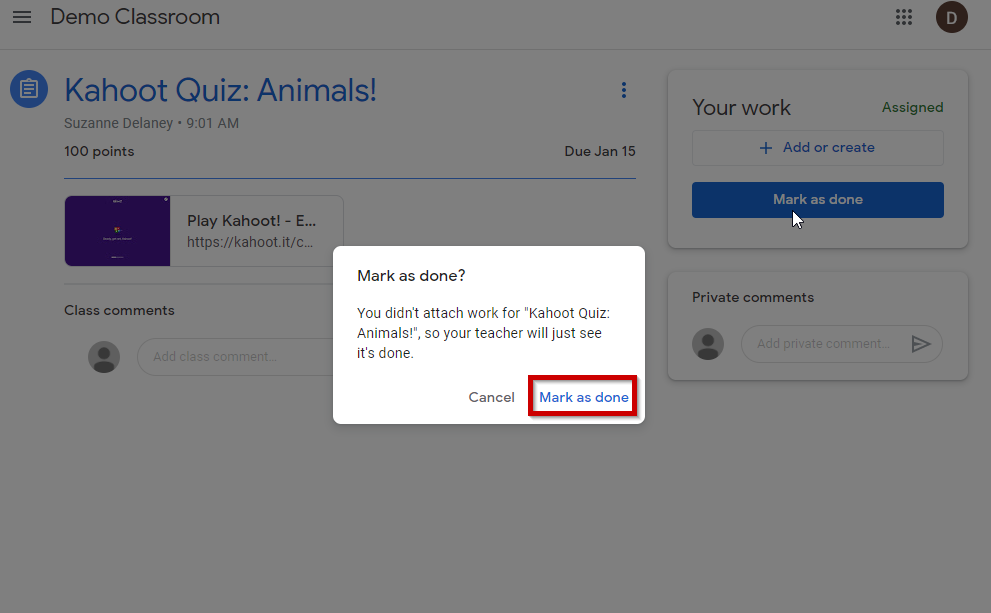 Demo Classroom
D
Kahoot Quiz: Animals!
Suzanne Delaney • 9:01 AM
100 points
Due Jan 15
Play Kahoot! - E...
https://kahoot.it/c...
Class comments
Add class comment...
Your work
Assigned
+ Add or create
Mark as done
Private comments
Add private comment...
Mark as done?
You didn't attach work for "Kahoot Quiz:
Animals!", so your teacher will just see
it's done.
Cancel
Mark as done